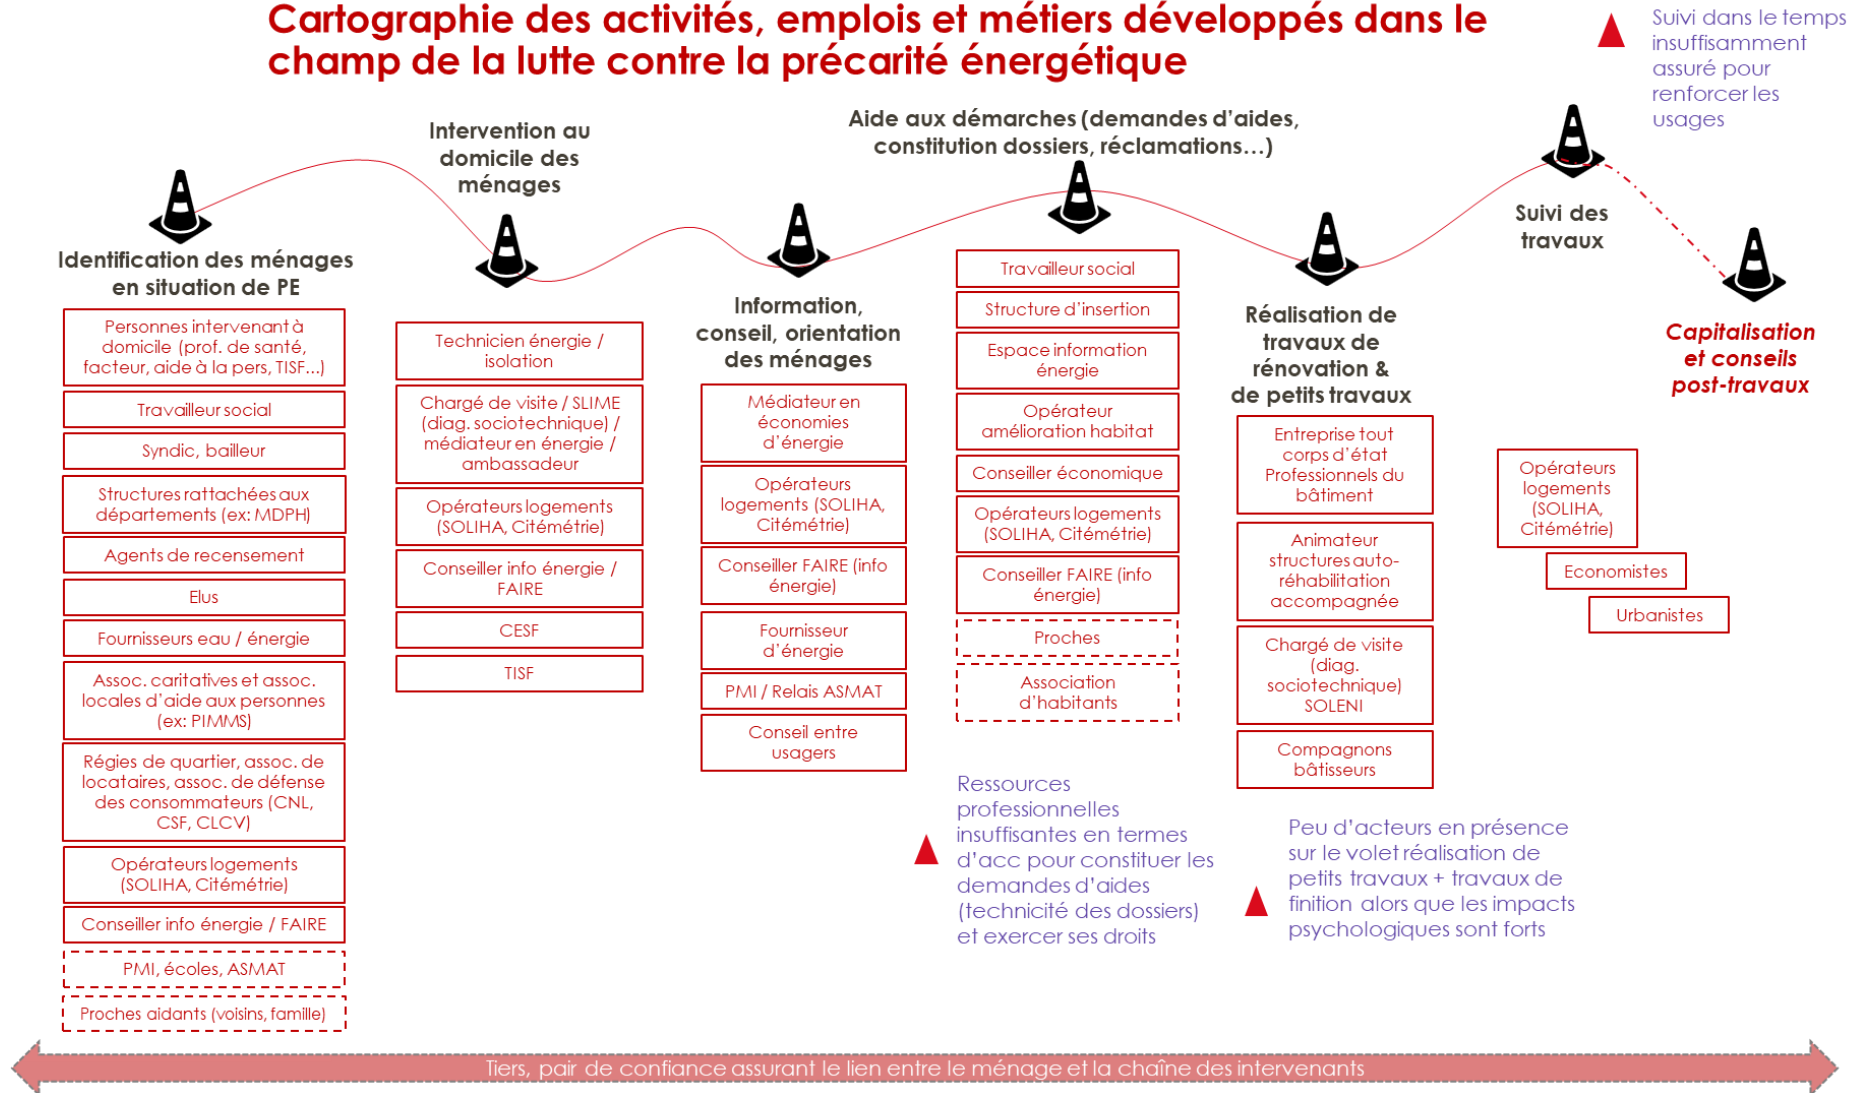 Cartographie des activités, emplois et métiers développés dans le
champ de la lutte contre la précarité énergétique
Suivi dans le temps
insuffisamment
assuré pour
renforcer les
usages
Identification des ménages
en situation de PE
Personnes intervenant à
domicile (prof. de santé,
facteur, aide à la pers, TISF...)
Travailleur social
Syndic, bailleur
Structures rattachées aux
départements (ex: MDPH)
Agents de recensement
Elus
Fournisseurs eau / énergie
Assoc. caritatives et assoc.
locales d'aide aux personnes
(ex: PIMMS)
Régies de quartier, assoc. de
locataires, assoc. de défense
des consommateurs (CNL,
CSF, CLCV)
Opérateurs logements
(SOLIHA, Citémétrie)
Conseiller info énergie / FAIRE
PMI, écoles, ASMAT
Proches aidants (voisins, famille)
Intervention au
domicile des
ménages
Technicien énergie /
isolation
Chargé de visite / SLIME
(diag. sociotechnique) /
médiateur en énergie /
ambassadeur
Opérateurs logements
(SOLIHA, Citémétrie)
Conseiller info énergie /
FAIRE
CESF
TISF
Information,
conseil, orientation
des ménages
Médiateur en
économies
d'énergie
Opérateurs
logements (SOLIHA,
Citémétrie)
Conseiller FAIRE (info
énergie)
Fournisseur
d'énergie
PMI / Relais ASMAT
Conseil entre
usagers
Aide aux démarches (demandes d'aides,
constitution dossiers, réclamations…)
Travailleur social
Structure d'insertion
Espace information
énergie
Opérateur
amélioration habitat
Conseiller économique
Opérateurs logements
(SOLIHA, Citémétrie)
Conseiller FAIRE (info
énergie)
Proches
Association
d'habitants
Ressources
professionnelles
insuffisantes en termes
d'acc pour constituer les
demandes d'aides
(technicité des dossiers)
et exercer ses droits
Réalisation de
travaux de
rénovation &
de petits travaux
Entreprise tout
corps d'état
Professionnels du
bâtiment
Animateur
structures auto-
réhabilitation
accompagnée
Chargé de visite
(diag.
sociotechnique)
SOLENI
Compagnons
bâtisseurs
Peu d'acteurs en présence
sur le volet réalisation de
petits travaux + travaux de
finition alors que les impacts
psychologiques sont forts
Suivi des
travaux
Opérateurs
logements
(SOLIHA,
Citémétrie)
Economistes
Urbanistes
Capitalisation
et conseils
post-travaux
Tiers, pair de confiance assurant le lien entre le ménage et la chaîne des intervenants